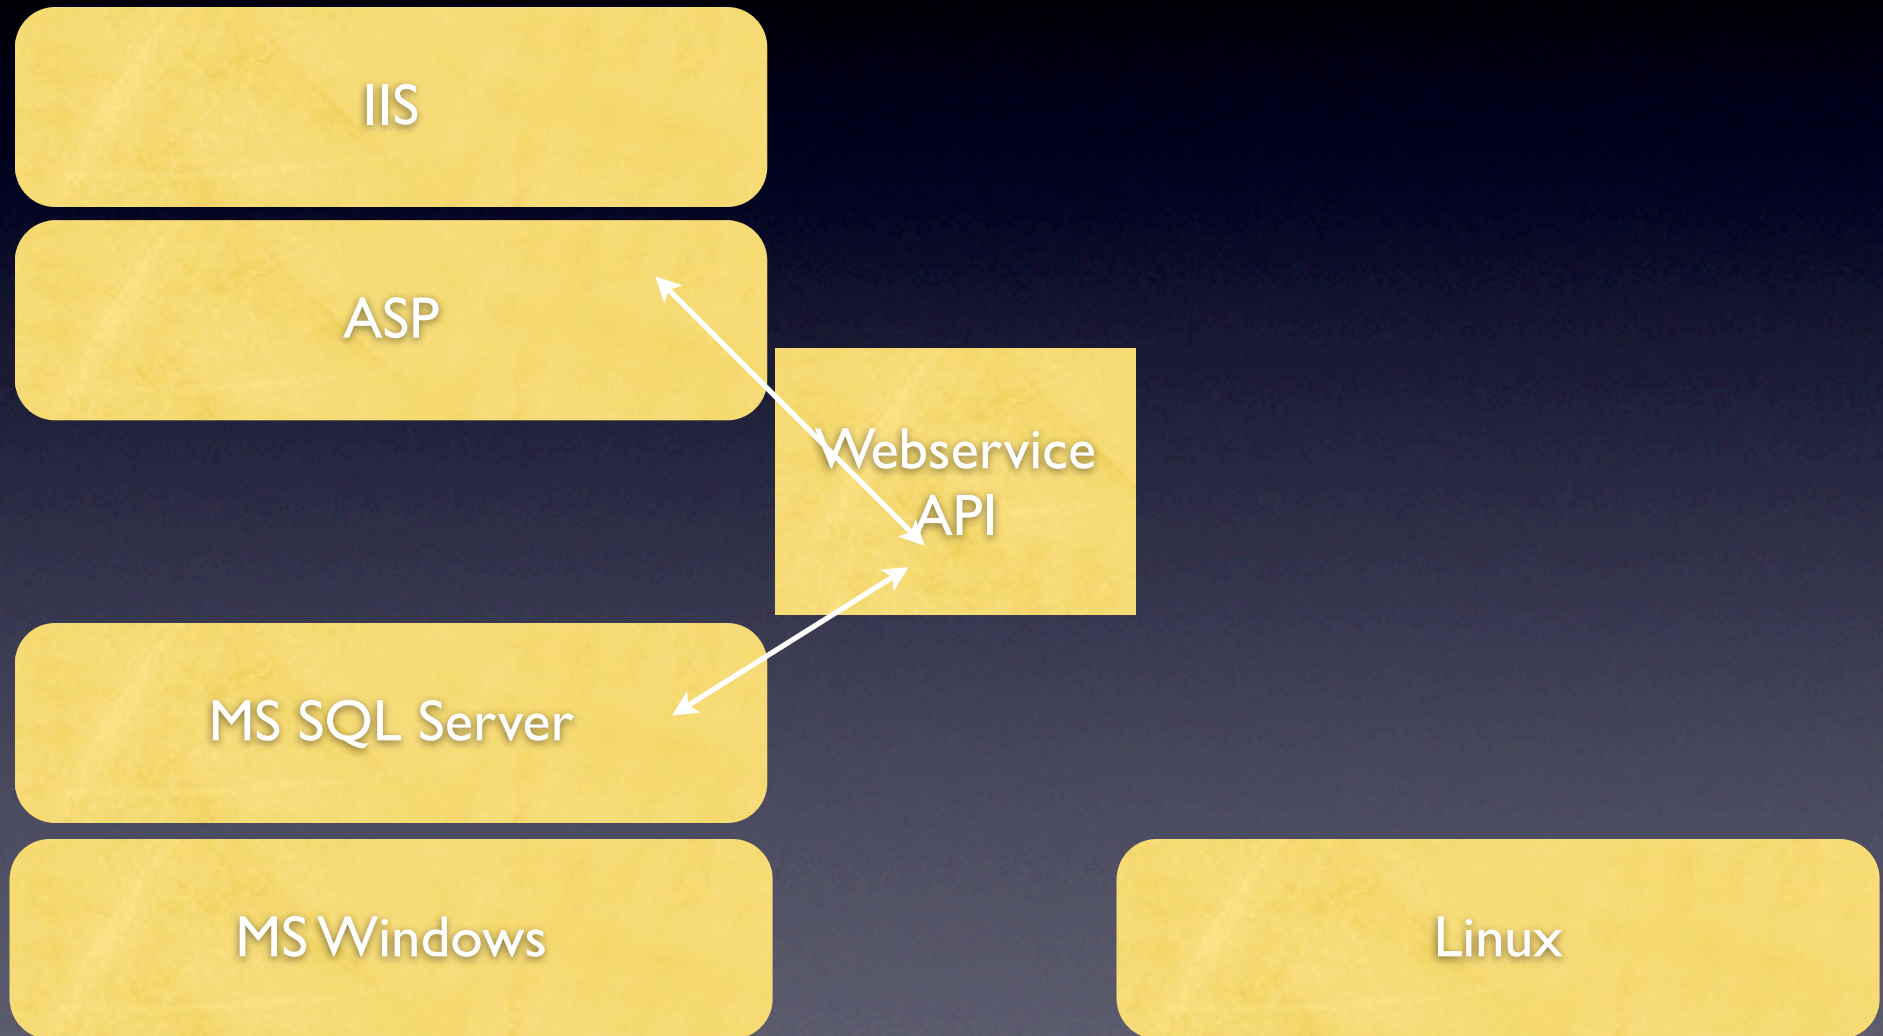 IIS
ASP
Webservice
API
MS SQL Server
MS Windows
Linux